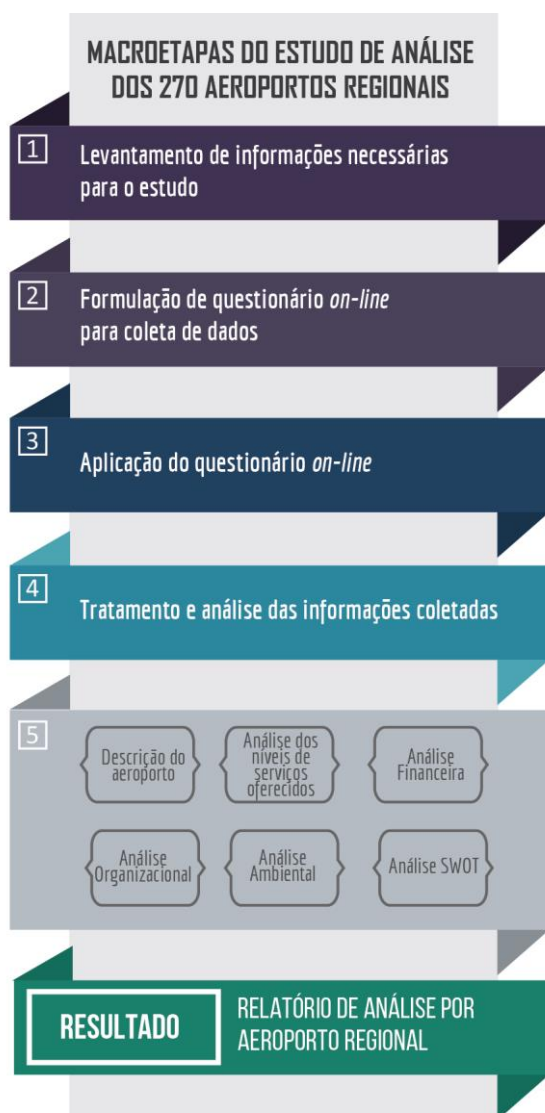 MACROETAPAS DO ESTUDO DE ANÁLISE
DOS 270 AEROPORTOS REGIONAIS
1
Levantamento de informações necessárias
para o estudo
2
Formulação de questionário on-line
para coleta de dados
3
Aplicação do questionário on-line
4
Tratamento e análise das informações coletadas
5
Descrição do
aeroporto
Análise dos
níveis de
serviços
oferecidos
Análise
Financeira
Análise
Organizacional
Análise
Ambiental
Análise SWOT
RESULTADO
RELATÓRIO DE ANÁLISE POR
AEROPORTO REGIONAL